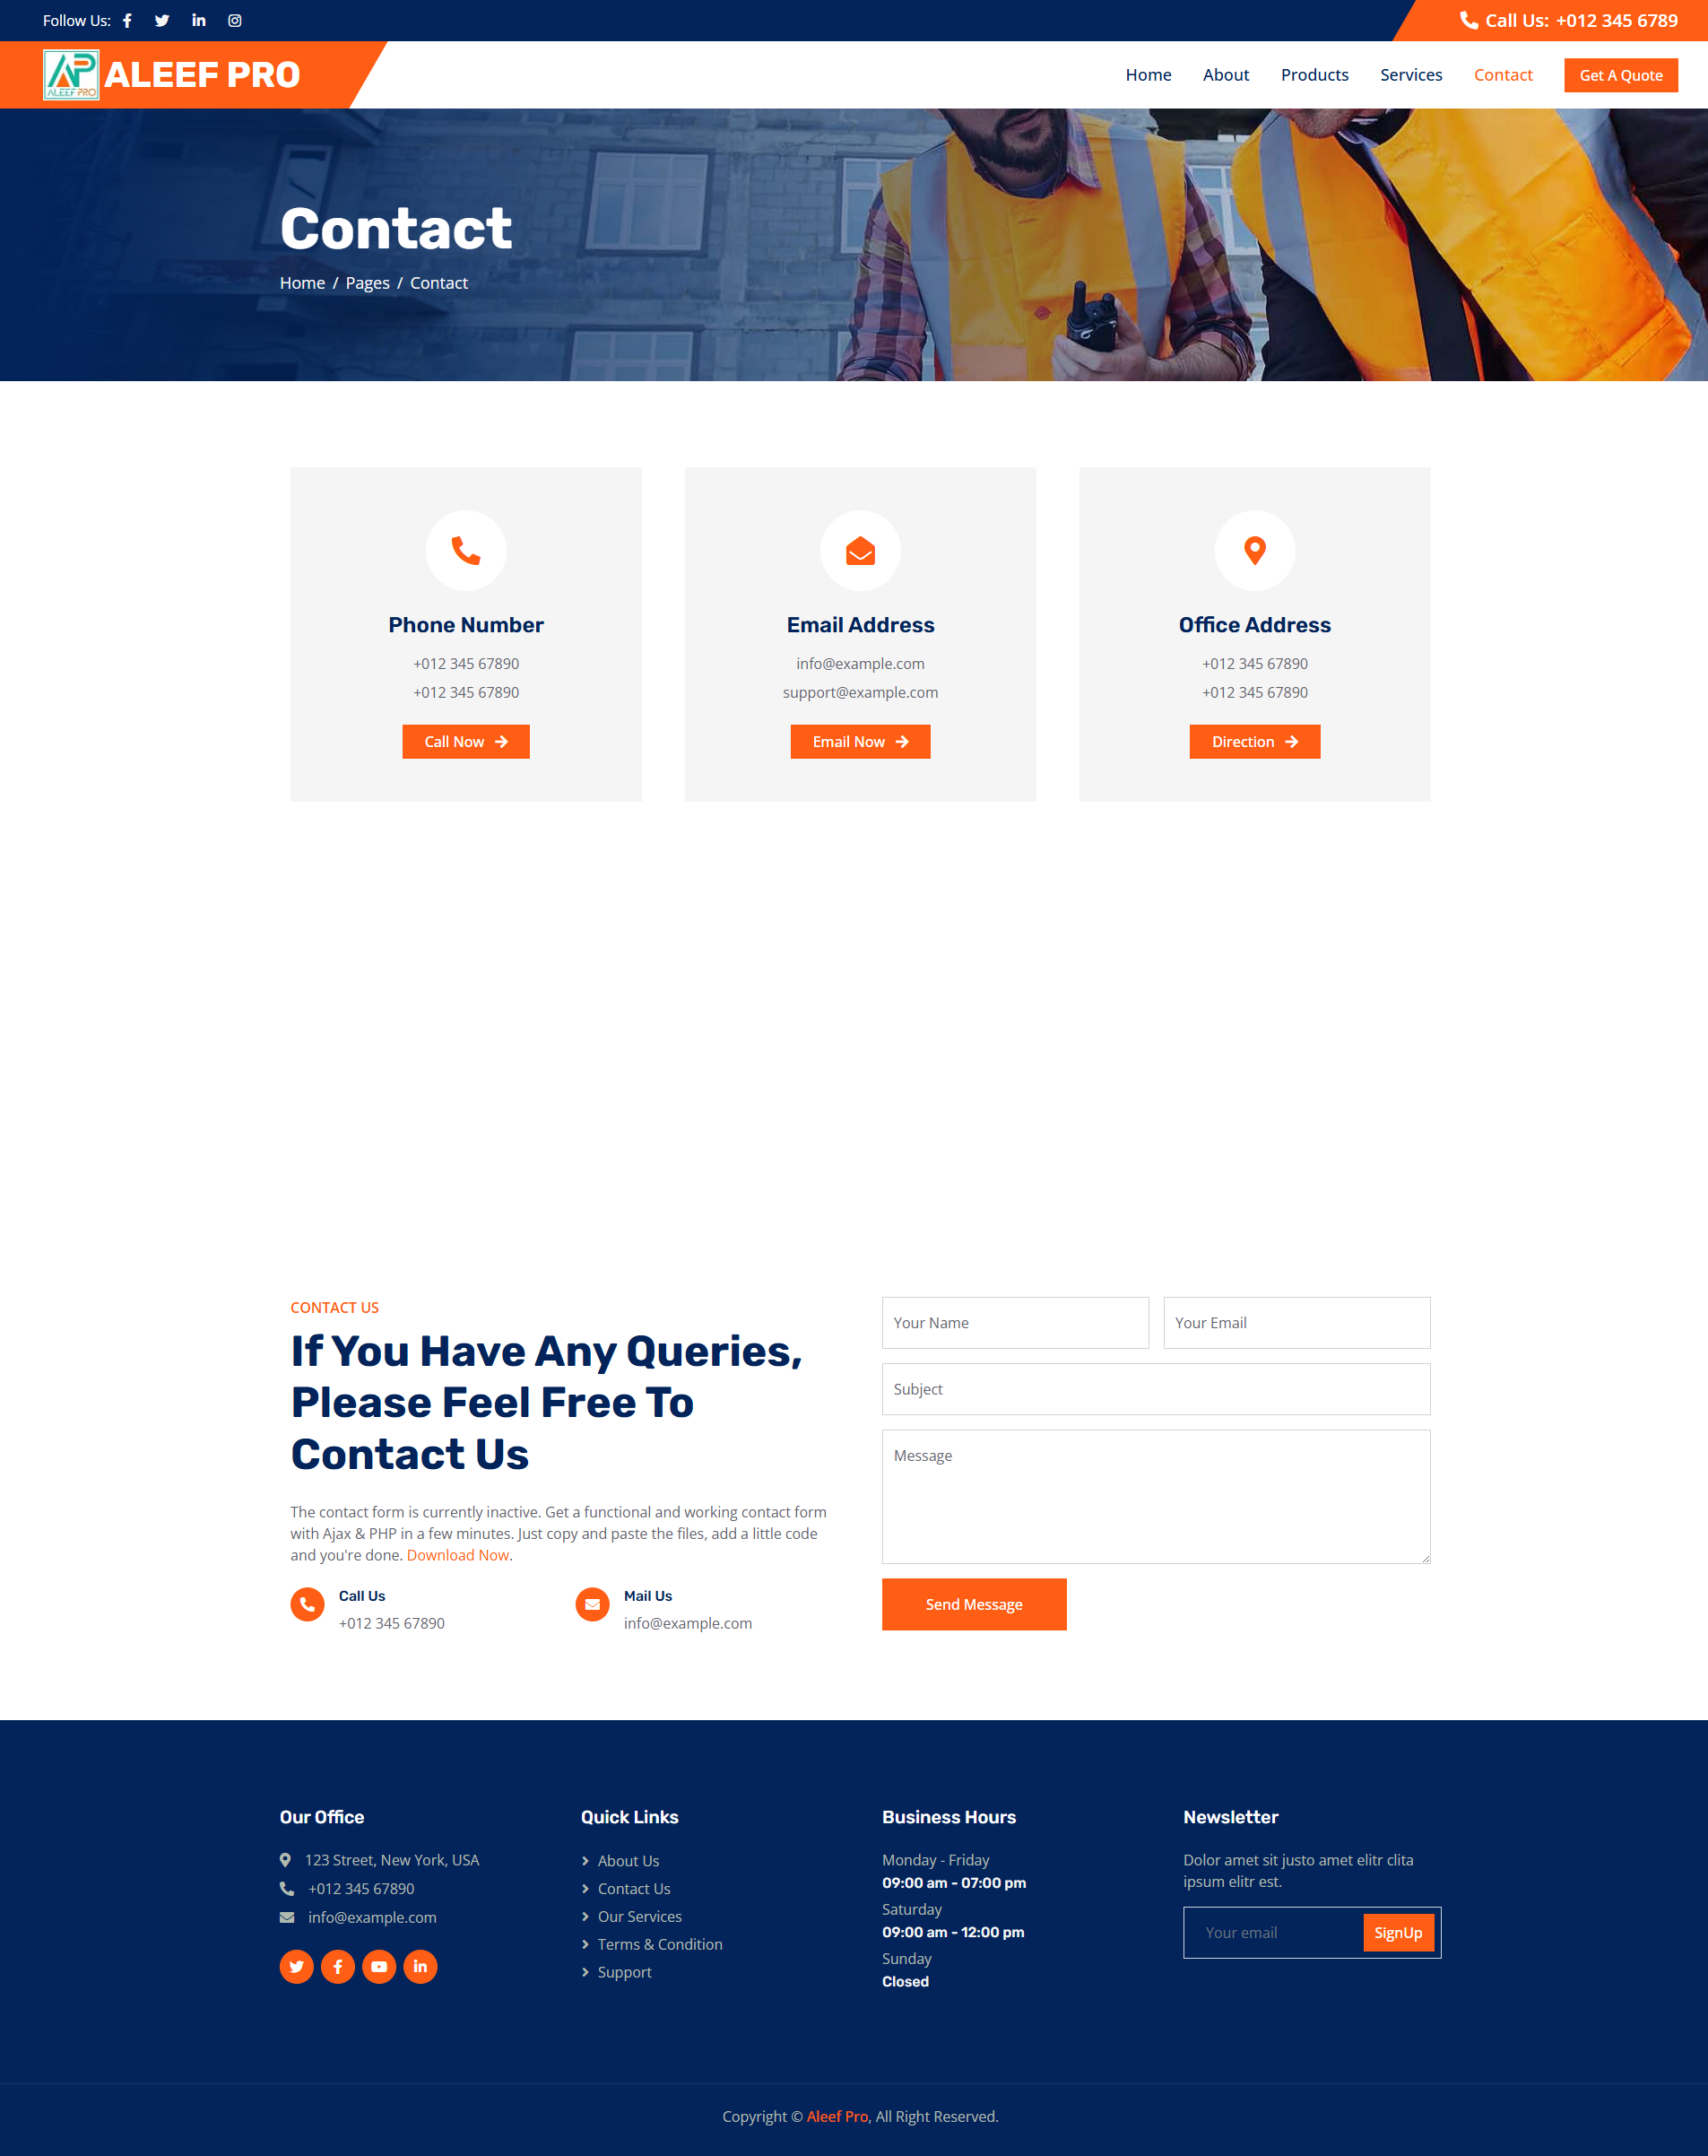 Follow Us:
Call Us: +012 345 6789
AP
ALEEF PRO
ALEEF PRO
Home
About
Products
Services
Contact
Get A Quote
Contact
Home / Pages / Contact
Phone Number
+012 345 67890
+012 345 67890
Call Now
Email Address
info@example.com
support@example.com
Email Now
Office Address
+012 345 67890
+012 345 67890
Direction
CONTACT US
If You Have Any Queries,
Please Feel Free To
Contact Us
The contact form is currently inactive. Get a functional and working contact form
with Ajax & PHP in a few minutes. Just copy and paste the files, add a little code
and you're done. Download Now.
Call Us
+012 345 67890
Mail Us
info@example.com
Your Name
Your Email
Subject
Message
Send Message
Our Office
123 Street, New York, USA
+012 345 67890
info@example.com
Quick Links
About Us
Contact Us
Our Services
Terms & Condition
Support
Business Hours
Monday - Friday
09:00 am - 07:00 pm
Saturday
09:00 am - 12:00 pm
Sunday
Closed
Newsletter
Dolor amet sit justo amet elitr clita
ipsum elitr est.
Your email
SignUp
Copyright © Aleef Pro, All Right Reserved.